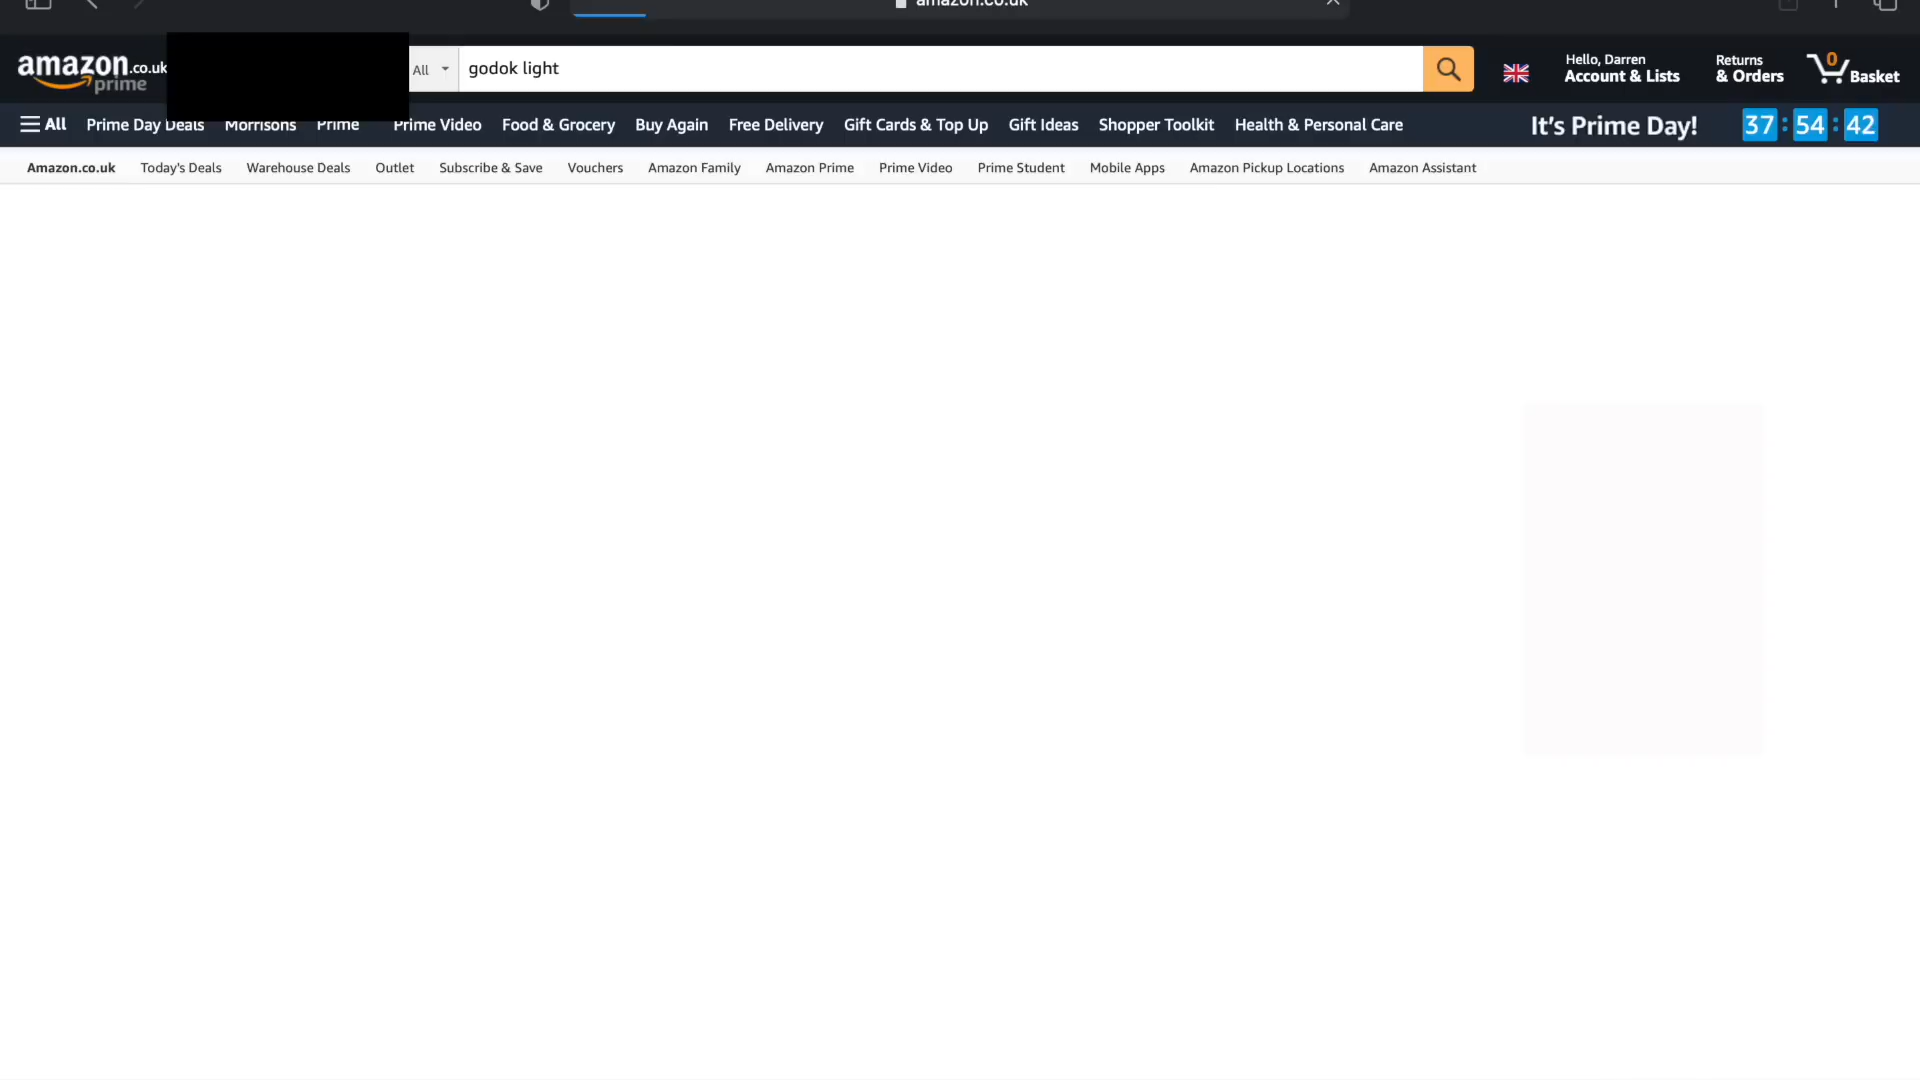 amazon.co.uk
amazon.co.uk
prime
All
godok light
Hello, Darren
Account & Lists
Returns
& Orders
0
Basket
All
Prime Day Deals
Morrisons
Prime
Prime Video
Food & Grocery
Buy Again
Free Delivery
Gift Cards & Top Up
Gift Ideas
Shopper Toolkit
Health & Personal Care
It's Prime Day!
37 : 54 : 42
Amazon.co.uk
Today's Deals
Warehouse Deals
Outlet
Subscribe & Save
Vouchers
Amazon Family
Amazon Prime
Prime Video
Prime Student
Mobile Apps
Amazon Pickup Locations
Amazon Assistant